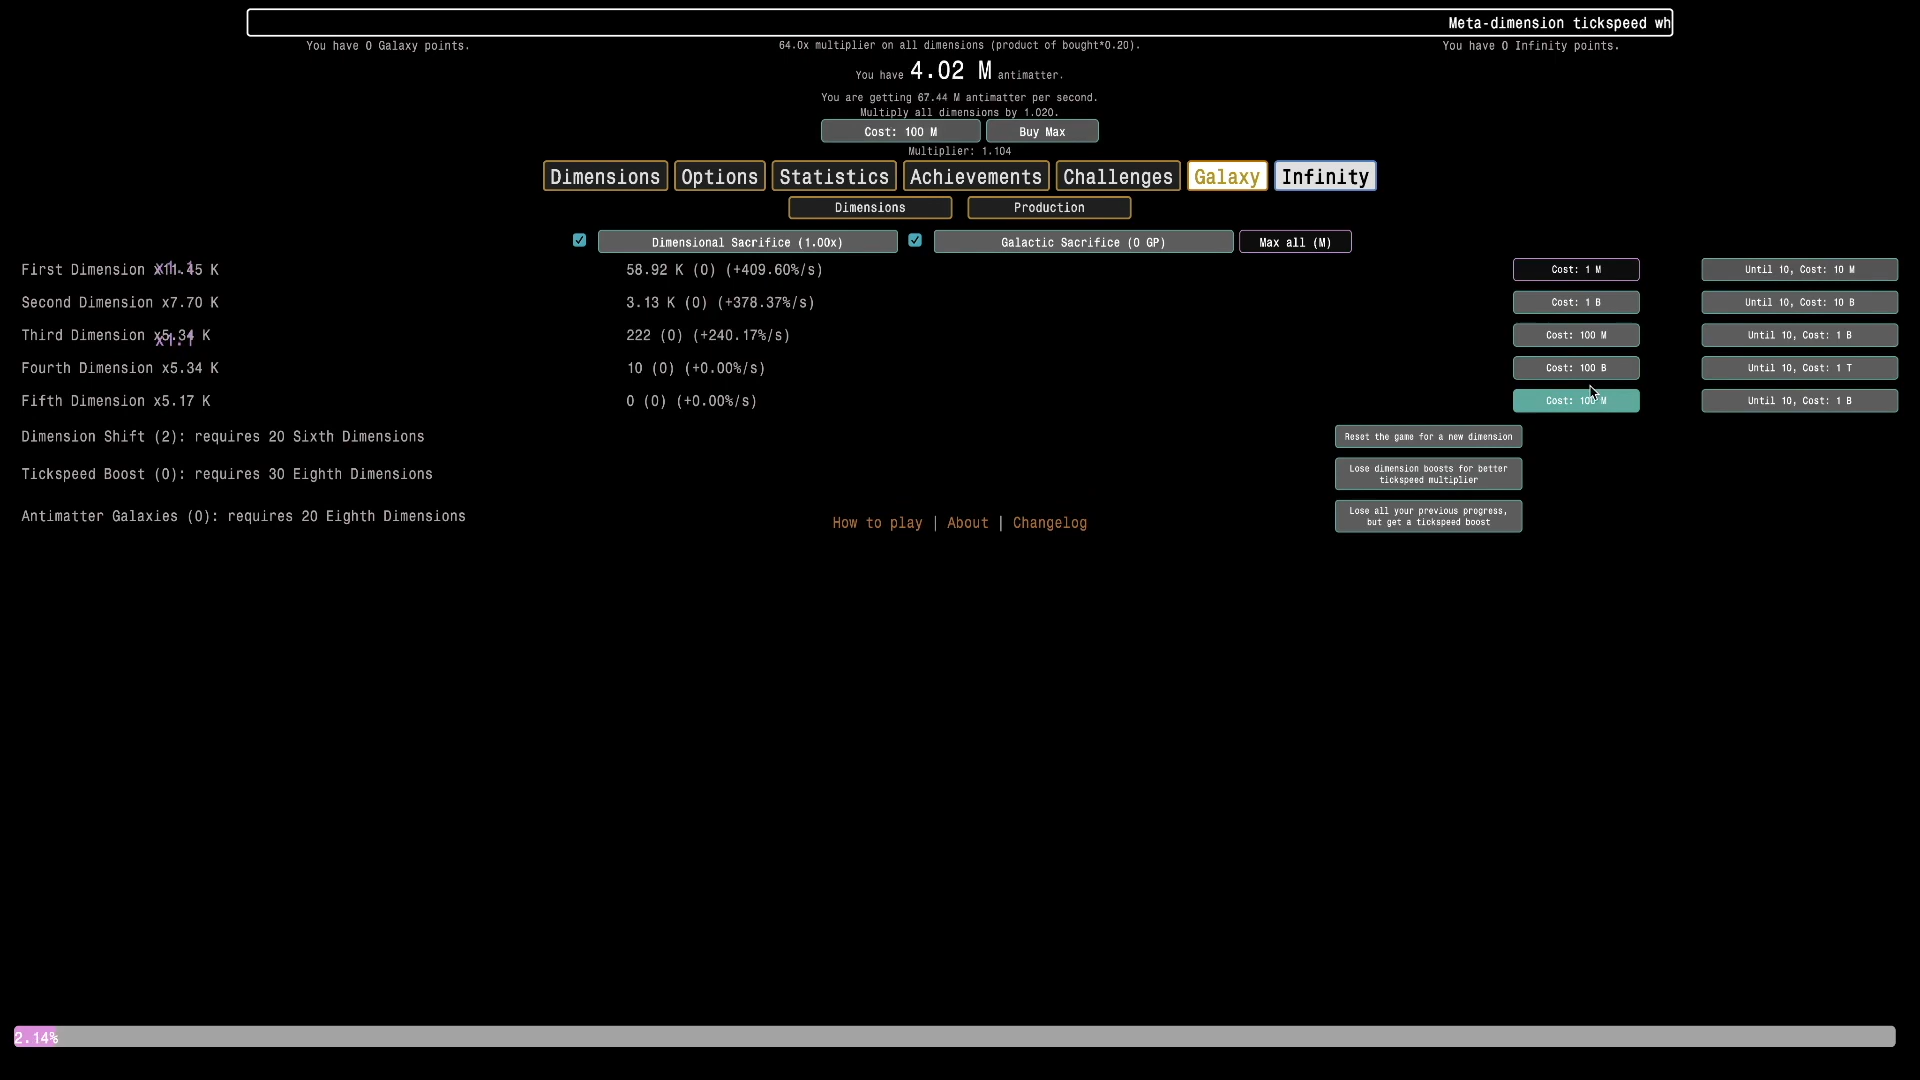 Meta-dimension tickspeed wh
You have 0 Galaxy points.
64.0x multiplier on all dimensions (product of bought*0.20).
You have 0 Infinity points.
You have 4.02 M antimatter.
You are getting 67.44 M antimatter per second.
Multiply all dimensions by 1.020.
Cost: 100 M
Buy Max
Multiplier: 1.104
Dimensions
Options
Statistics
Achievements
Challenges
Galaxy
Infinity
Dimensions
Production
Dimensional Sacrifice (1.00x)
Galactic Sacrifice (0 GP)
Max all (M)
First Dimension x11.45 K
58.92 K (0) (+409.60%/s)
Cost: 1 M
Until 10, Cost: 10 M
Second Dimension x7.70 K
3.13 K (0) (+378.37%/s)
Cost: 1 B
Until 10, Cost: 10 B
Third Dimension x5.34 K
x1.1
222 (0) (+240.17%/s)
Cost: 100 M
Until 10, Cost: 1 B
Fourth Dimension x5.34 K
10 (0) (+0.00%/s)
Cost: 100 B
Until 10, Cost: 1 T
Fifth Dimension x5.17 K
0 (0) (+0.00%/s)
Cost: 100 M
Until 10, Cost: 1 B
Dimension Shift (2): requires 20 Sixth Dimensions
Reset the game for a new dimension
Tickspeed Boost (0): requires 30 Eighth Dimensions
Lose dimension boosts for better
tickspeed multiplier
Antimatter Galaxies (0): requires 20 Eighth Dimensions
Lose all your previous progress,
but get a tickspeed boost
How to play | About | Changelog
2.14%